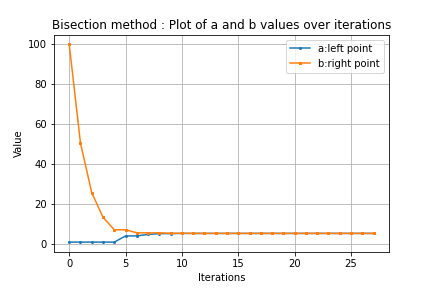 Bisection method : Plot of a and b values over iterations
a:left point
b:right point
100
80
60
40
20
0
Value
0
5
10
15
20
25
Iterations